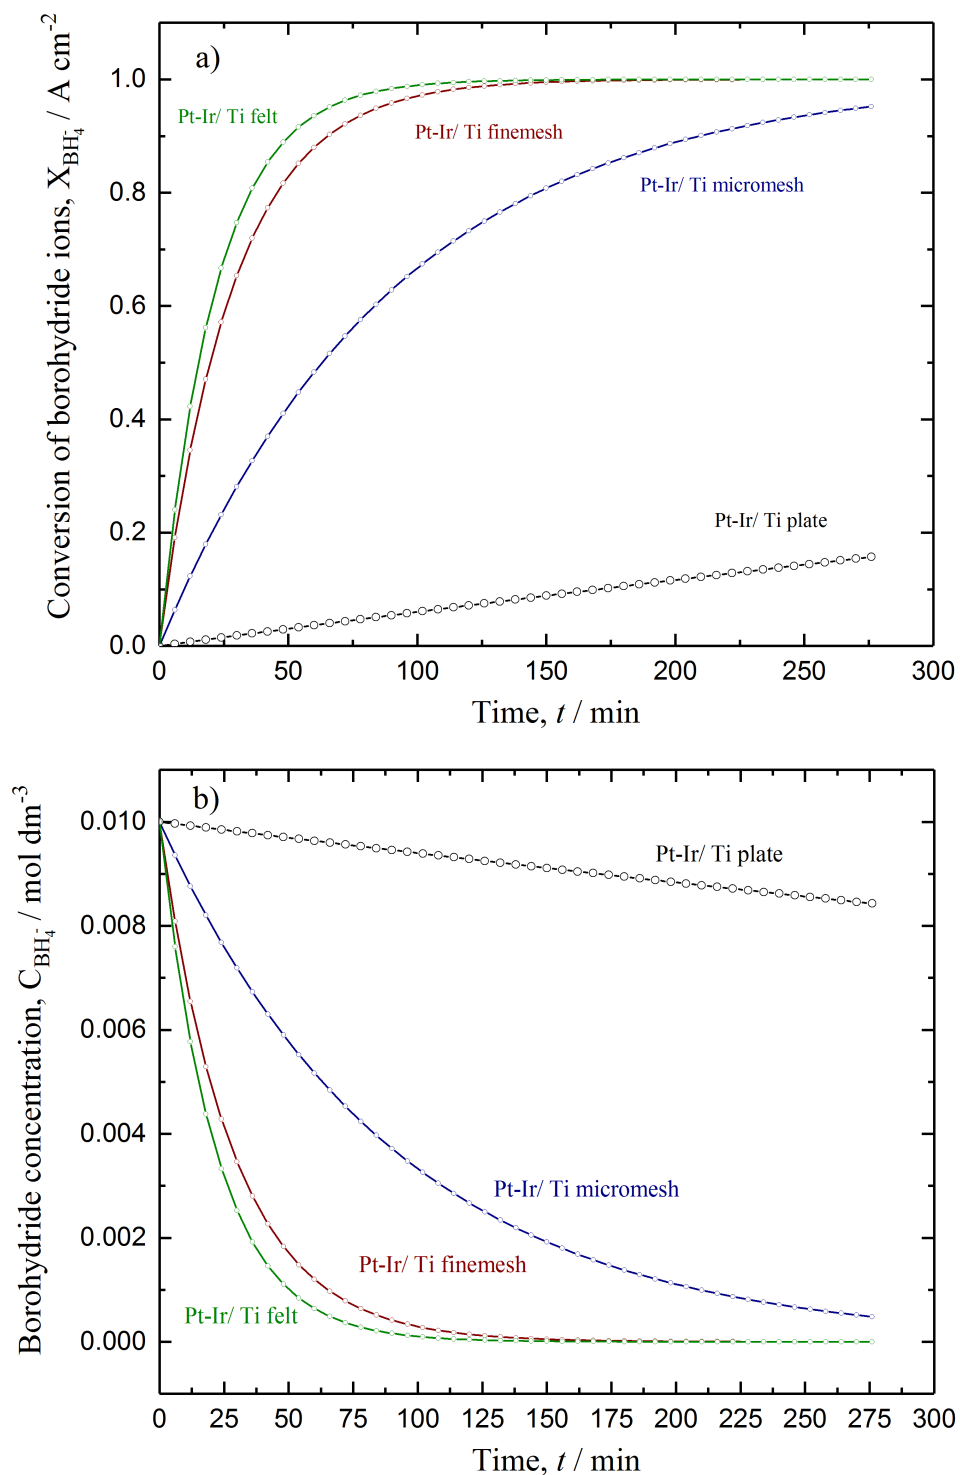 a)
Conversion of borohydride ions, X_BH₄⁻ / A cm⁻²
1.0
0.8
0.6
0.4
0.2
0.0
Pt-Ir/ Ti felt
Pt-Ir/ Ti finemesh
Pt-Ir/ Ti micromesh
Pt-Ir/ Ti plate
0 50 100 150 200 250 300
Time, t / min
b)
Borohydride concentration, C_BH₄⁻ / mol dm⁻³
0.010
0.008
0.006
0.004
0.002
0.000
Pt-Ir/ Ti plate
Pt-Ir/ Ti micromesh
Pt-Ir/ Ti finemesh
Pt-Ir/ Ti felt
0 25 50 75 100 125 150 175 200 225 250 275 300
Time, t / min